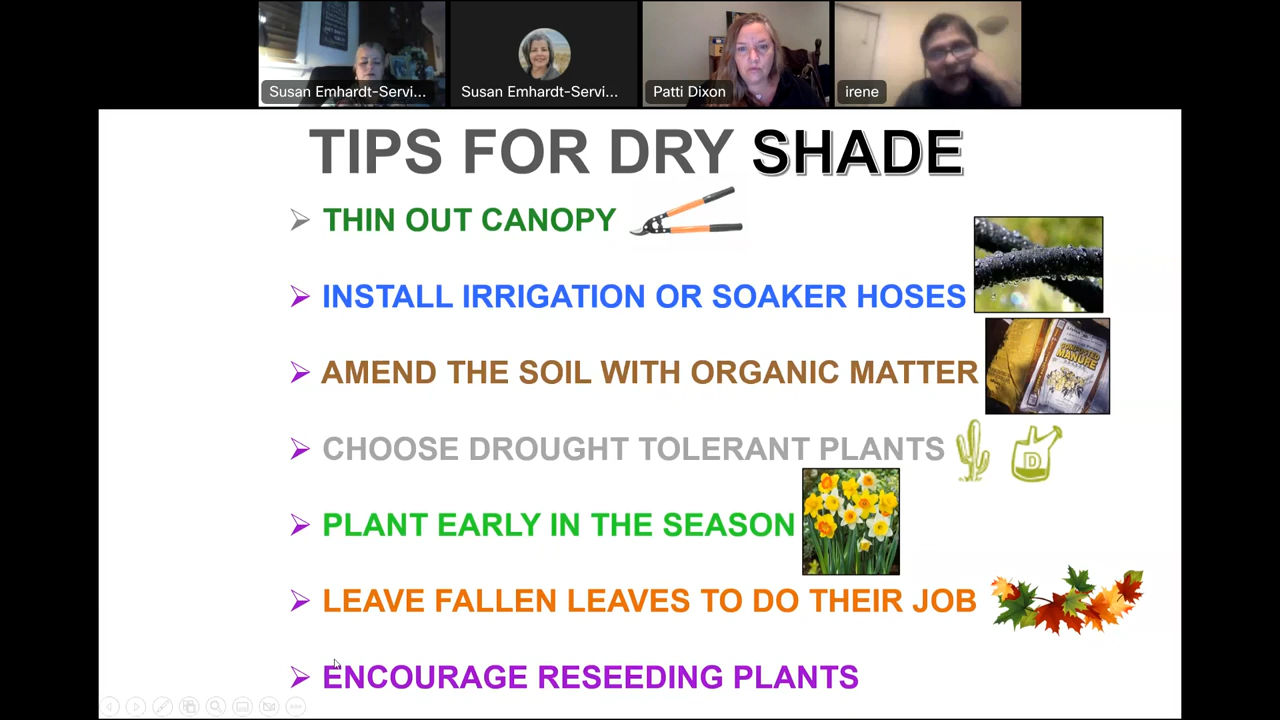 Susan Emhardt-Servi...
Susan Emhardt-Servi...
Patti Dixon
irene
TIPS FOR DRY SHADE
THIN OUT CANOPY
INSTALL IRRIGATION OR SOAKER HOSES
AMEND THE SOIL WITH ORGANIC MATTER
MANURE
CHOOSE DROUGHT TOLERANT PLANTS
D
PLANT EARLY IN THE SEASON
LEAVE FALLEN LEAVES TO DO THEIR JOB
ENCOURAGE RESEEDING PLANTS